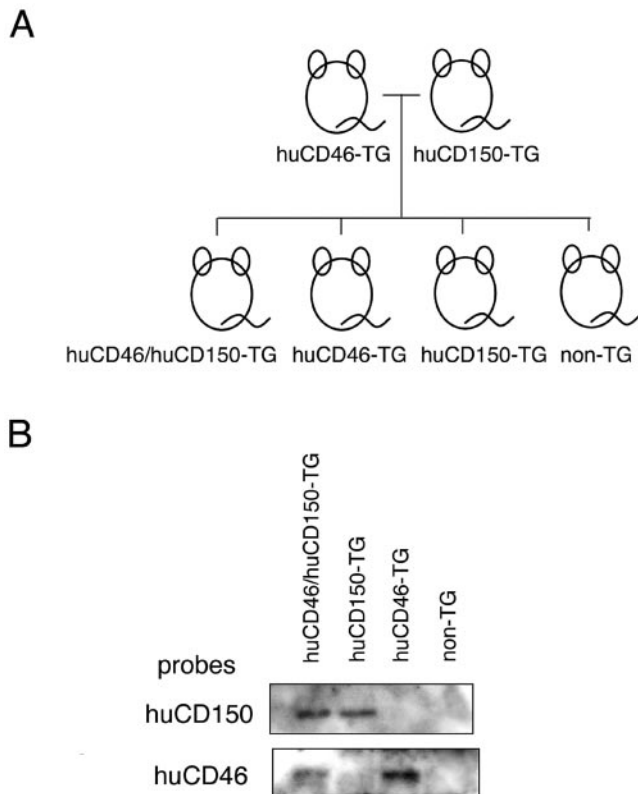 A
huCD46-TG huCD150-TG
huCD46/huCD150-TG huCD46-TG huCD150-TG non-TG
B
huCD46/huCD150-TG
huCD150-TG
huCD46-TG
non-TG
probes
huCD150
huCD46